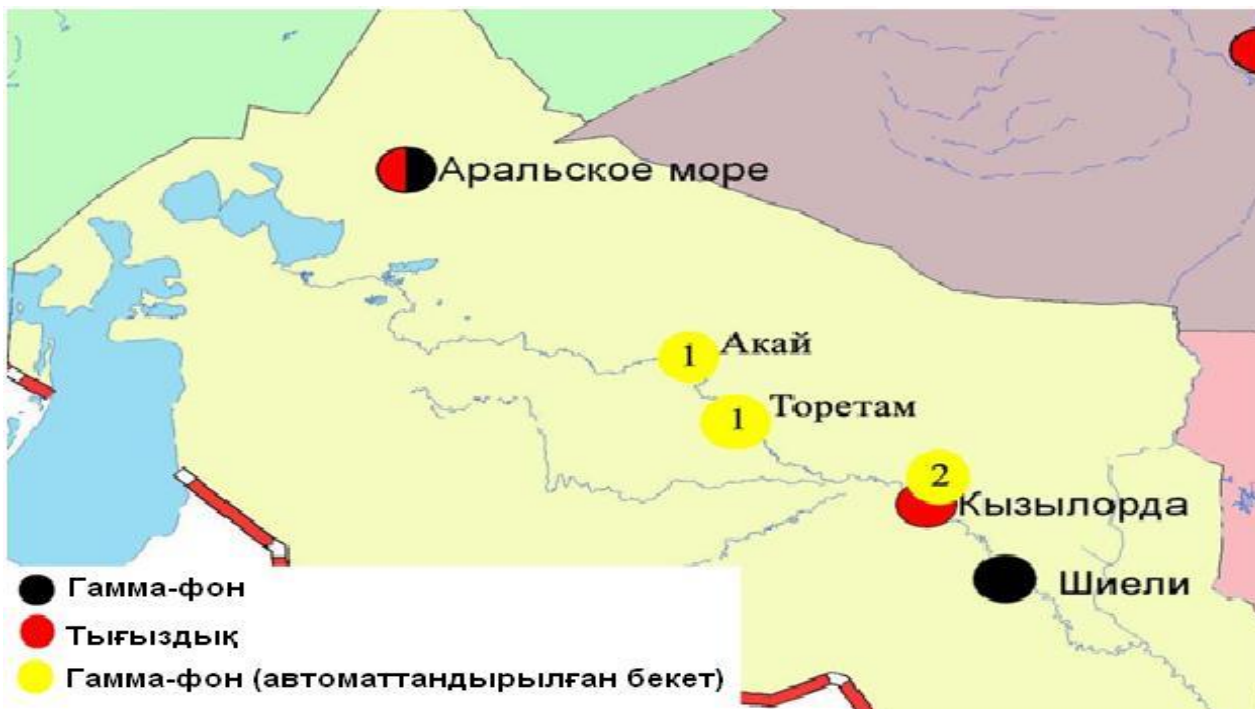 Аральское море
1
Акай
1
Торетам
2
Кызылорда
Шиели
Гамма-фон
Тығыздық
Гамма-фон (автоматтандырылған бекет)